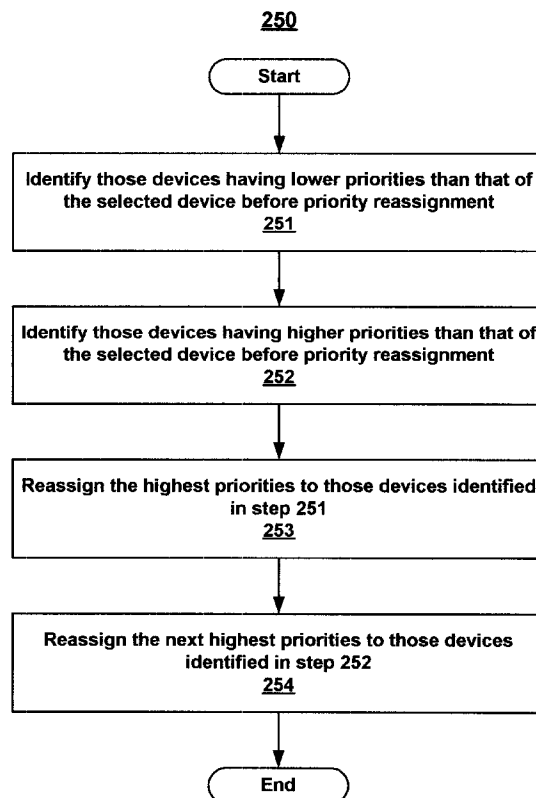 250
Start
Identify those devices having lower priorities than that of
the selected device before priority reassignment
251
Identify those devices having higher priorities than that of
the selected device before priority reassignment
252
Reassign the highest priorities to those devices identified
in step 251
253
Reassign the next highest priorities to those devices
identified in step 252
254
End